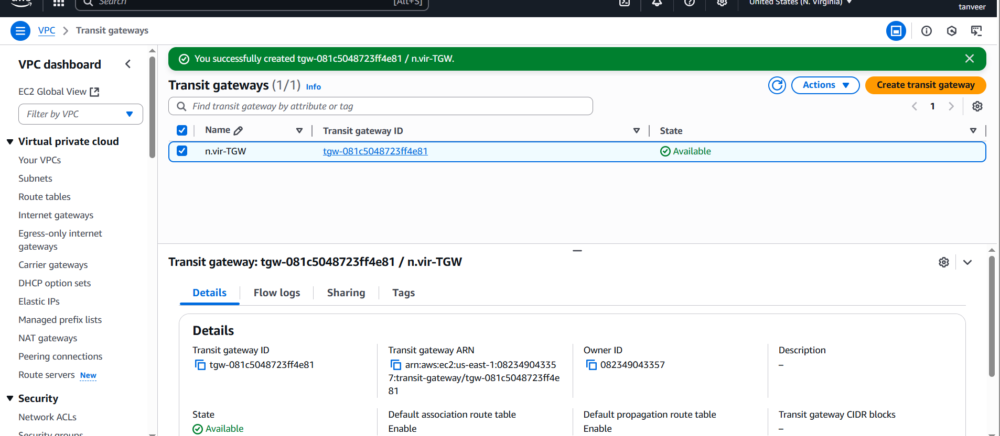 aws
Search
[Alt+S]
United States (N. Virginia)
tanveer
VPC
Transit gateways
VPC dashboard
EC2 Global View
Filter by VPC
Virtual private cloud
Your VPCs
Subnets
Route tables
Internet gateways
Egress-only internet
gateways
Carrier gateways
DHCP option sets
Elastic IPs
Managed prefix lists
NAT gateways
Peering connections
Route servers New
Security
Network ACLs
Security groups
You successfully created tgw-081c5048723ff4e81 / n.vir-TGW.
Transit gateways (1/1) Info
Actions
Create transit gateway
Find transit gateway by attribute or tag
1
Name Transit gateway ID State
n.vir-TGW tgw-081c5048723ff4e81 Available
Transit gateway: tgw-081c5048723ff4e81 / n.vir-TGW
Details Flow logs Sharing Tags
Details
Transit gateway ID
tgw-081c5048723ff4e81
Transit gateway ARN
arn:aws:ec2:us-east-1:08234904335
7:transit-gateway/tgw-081c5048723ff4e
81
Owner ID
082349043357
Description
–
State
Available
Default association route table
Enable
Default propagation route table
Enable
Transit gateway CIDR blocks
–